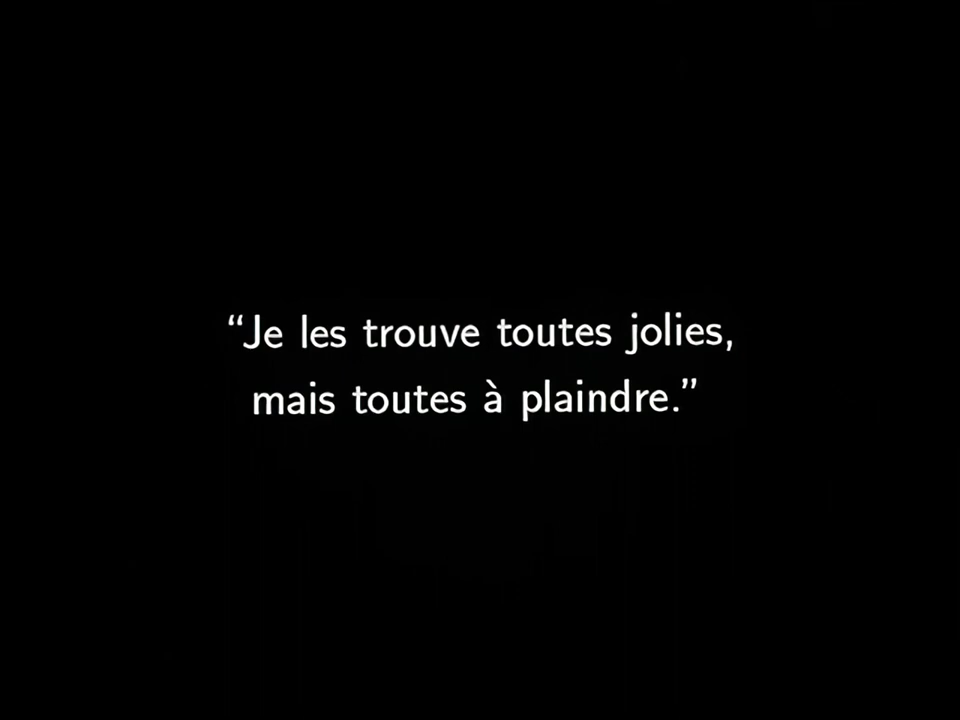 “Je les trouve toutes jolies,
mais toutes à plaindre.”